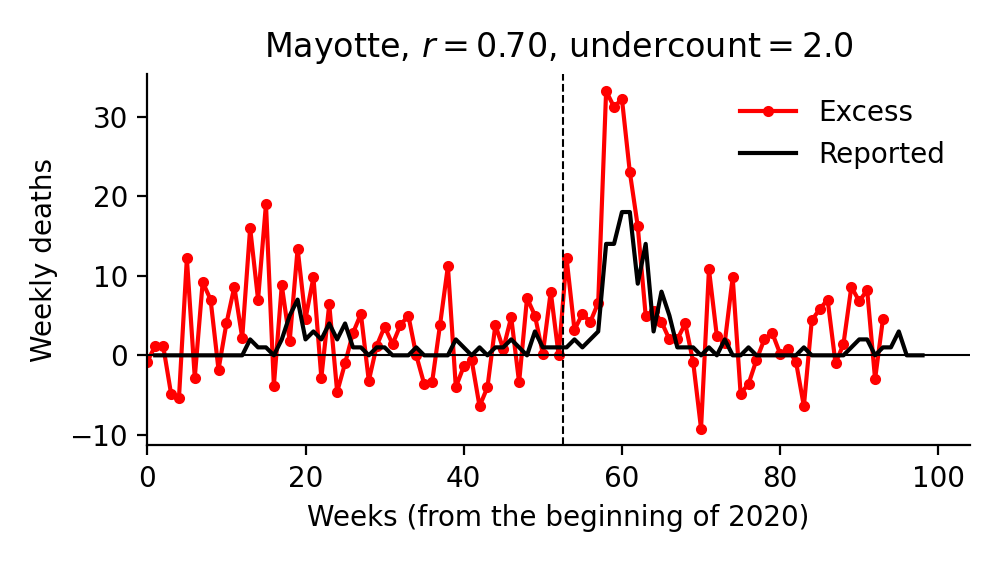 Mayotte, r = 0.70, undercount = 2.0
Excess
Reported
Weekly deaths
30
20
10
0
−10
0 20 40 60 80 100
Weeks (from the beginning of 2020)